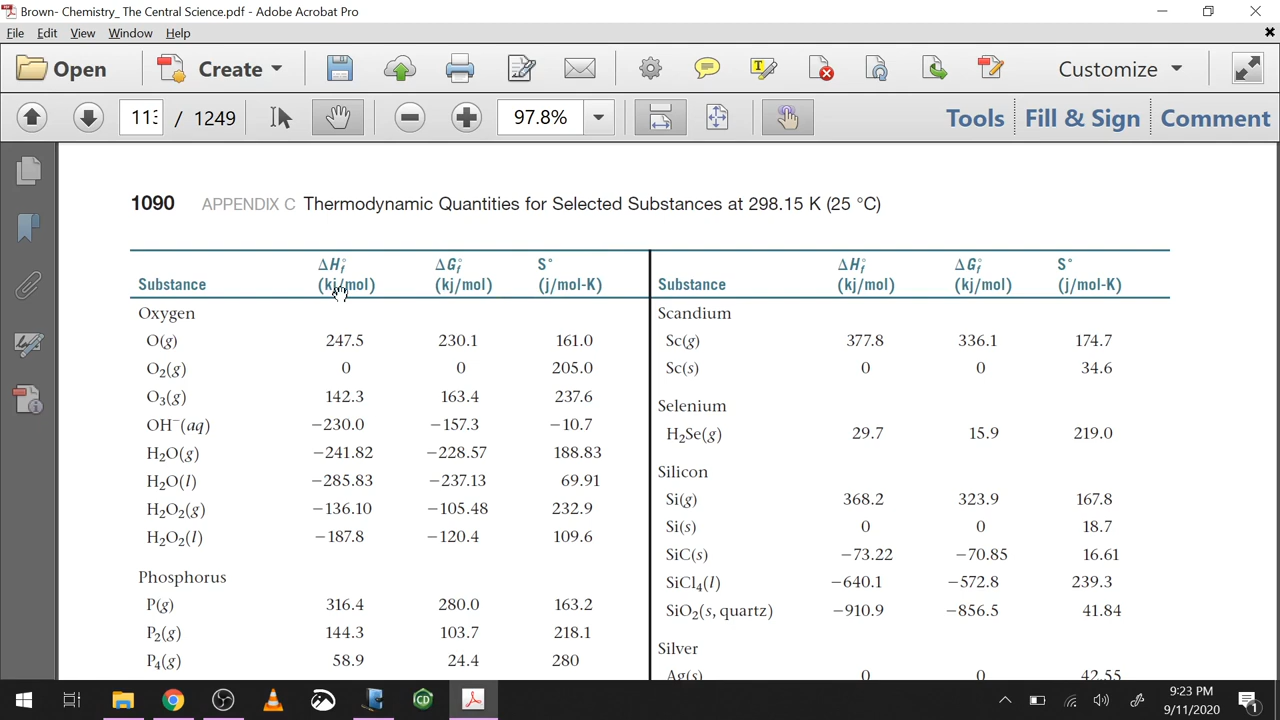 Brown- Chemistry_ The Central Science.pdf - Adobe Acrobat Pro
File Edit View Window Help
Open Create Customize
113 / 1249 97.8% Tools Fill & Sign Comment
1090 APPENDIX C Thermodynamic Quantities for Selected Substances at 298.15 K (25 °C)
Substance ΔH°f (kj/mol) ΔG°f (kj/mol) S° (j/mol-K)
Oxygen
O(g) 247.5 230.1 161.0
O₂(g) 0 0 205.0
O₃(g) 142.3 163.4 237.6
OH⁻(aq) −230.0 −157.3 −10.7
H₂O(g) −241.82 −228.57 188.83
H₂O(l) −285.83 −237.13 69.91
H₂O₂(g) −136.10 −105.48 232.9
H₂O₂(l) −187.8 −120.4 109.6
Phosphorus
P(g) 316.4 280.0 163.2
P₂(g) 144.3 103.7 218.1
P₄(g) 58.9 24.4 280
Substance ΔH°f (kj/mol) ΔG°f (kj/mol) S° (j/mol-K)
Scandium
Sc(g) 377.8 336.1 174.7
Sc(s) 0 0 34.6
Selenium
H₂Se(g) 29.7 15.9 219.0
Silicon
Si(g) 368.2 323.9 167.8
Si(s) 0 0 18.7
SiC(s) −73.22 −70.85 16.61
SiCl₄(l) −640.1 −572.8 239.3
SiO₂(s, quartz) −910.9 −856.5 41.84
Silver
Ag(s) 0 0 42.55
9:23 PM
9/11/2020